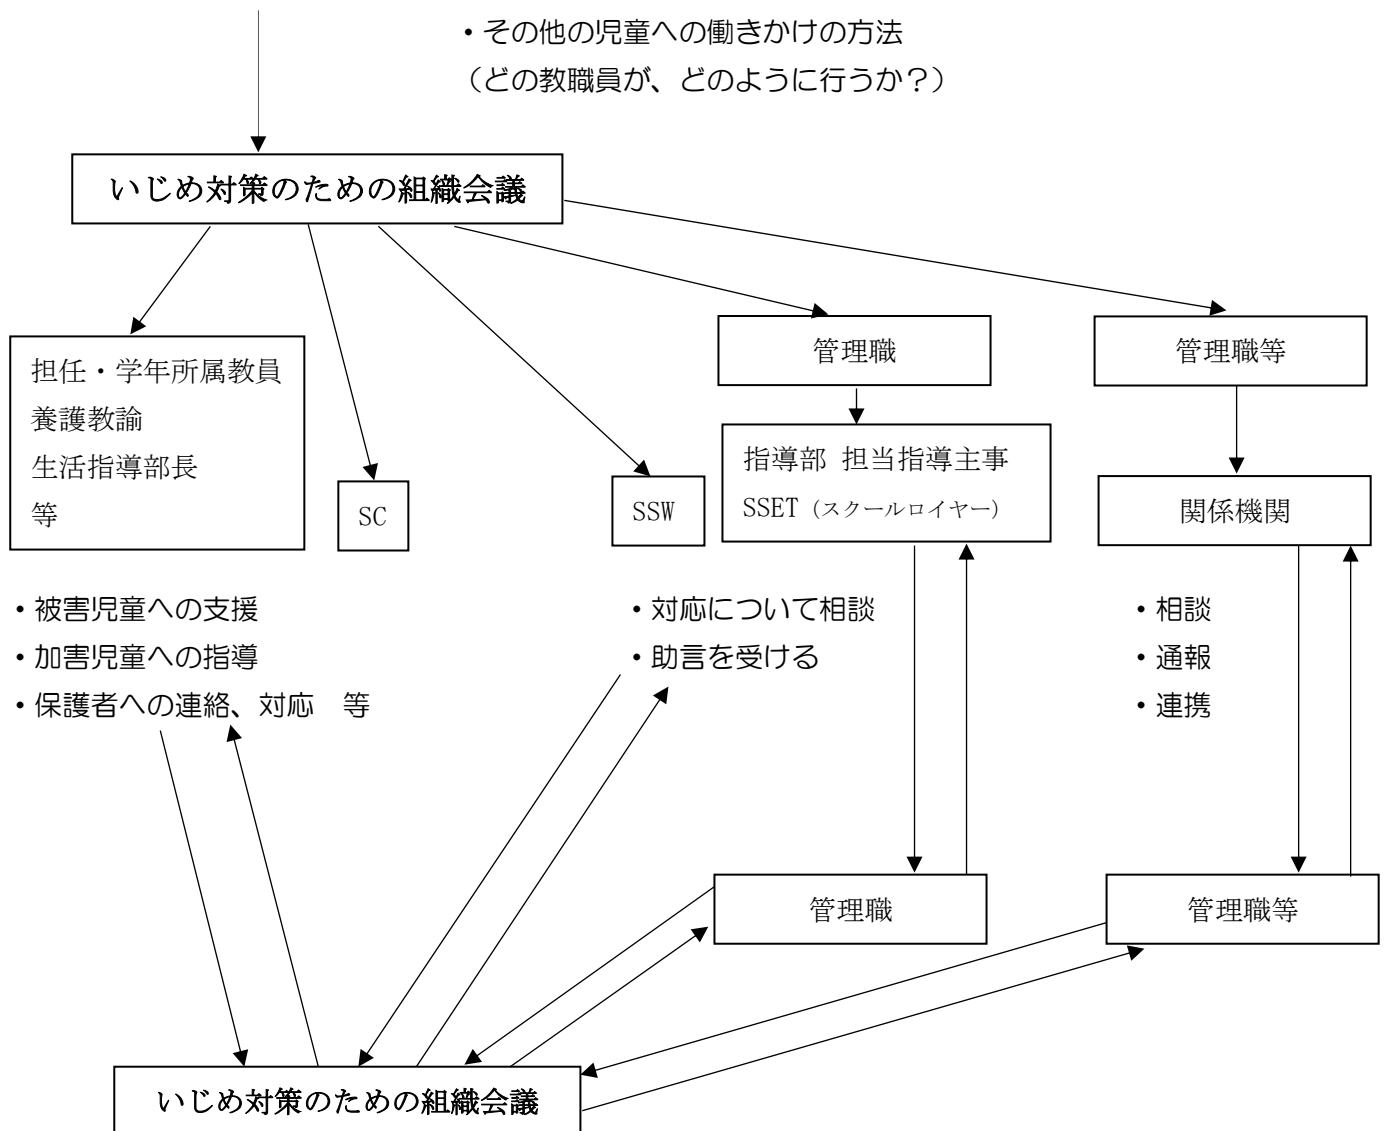 ・その他の児童への働きかけの方法
（どの教職員が、どのように行うか？）
いじめ対策のための組織会議
管理職
管理職等
担任・学年所属教員
養護教諭
生活指導部長
等
SC
SSW
指導部 担当指導主事
SSET（スクールロイヤー）
関係機関
・被害児童への支援
・加害児童への指導
・保護者への連絡、対応　等
・対応について相談
・助言を受ける
・相談
・通報
・連携
管理職
管理職等
いじめ対策のための組織会議